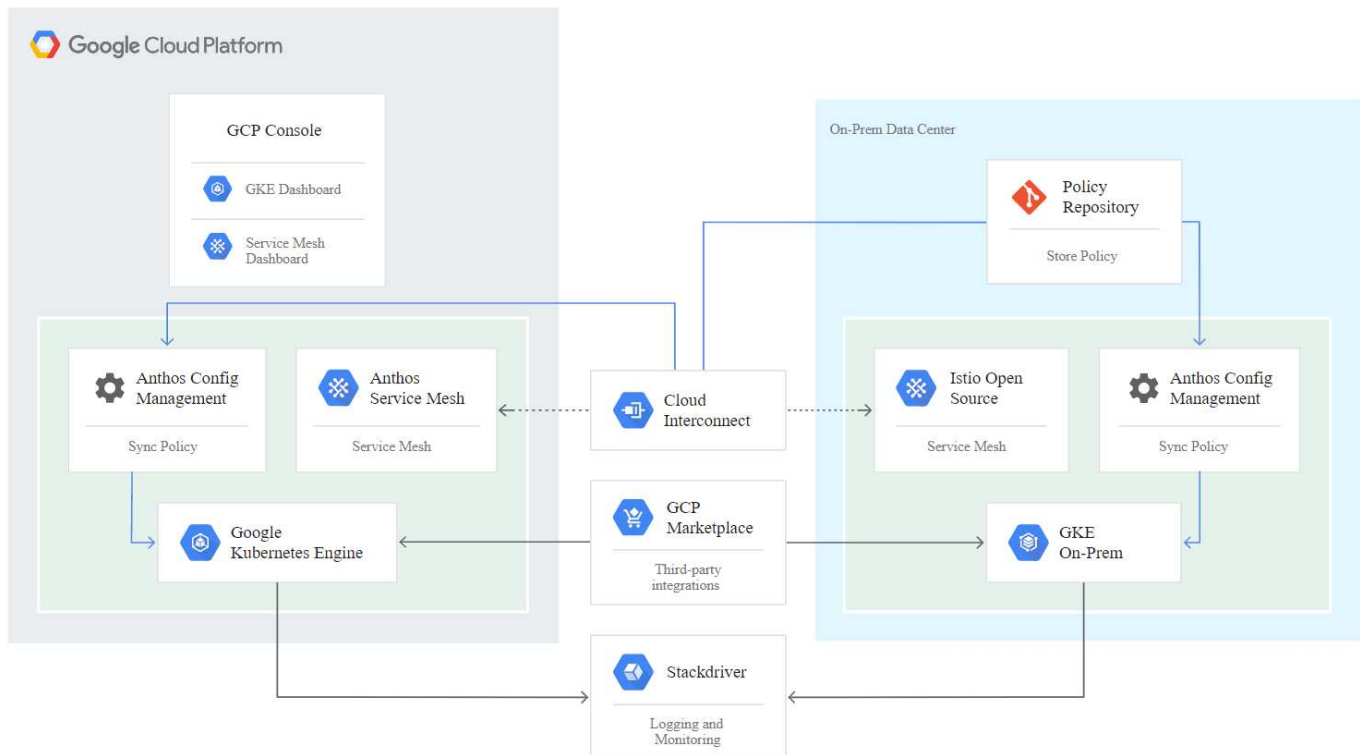 Google Cloud Platform
GCP Console
GKE Dashboard
Service Mesh
Dashboard
On-Prem Data Center
Policy
Repository
Store Policy
Anthos Config
Management
Sync Policy
Anthos
Service Mesh
Service Mesh
Cloud
Interconnect
Istio Open
Source
Service Mesh
Anthos Config
Management
Sync Policy
Google
Kubernetes Engine
GCP
Marketplace
Third-party
integrations
GKE
On-Prem
Stackdriver
Logging and
Monitoring